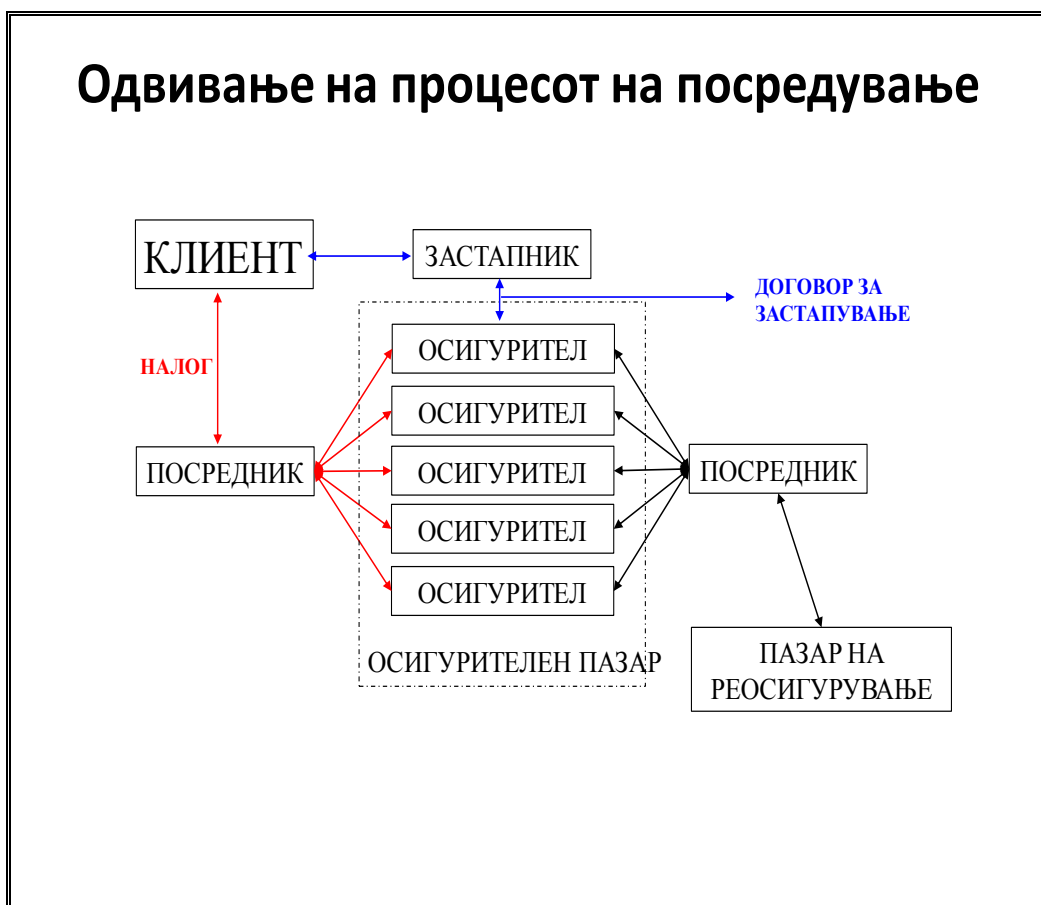 Одвивање на процесот на посредување
КЛИЕНТ
ЗАСТАПНИК
ДОГОВОР ЗА
ЗАСТАПУВАЊЕ
ОСИГУРИТЕЛ
НАЛОГ
ОСИГУРИТЕЛ
ПОСРЕДНИК
ОСИГУРИТЕЛ
ПОСРЕДНИК
ОСИГУРИТЕЛ
ОСИГУРИТЕЛ
ОСИГУРИТЕЛЕН ПАЗАР
ПАЗАР НА
РЕОСИГУРУВАЊЕ